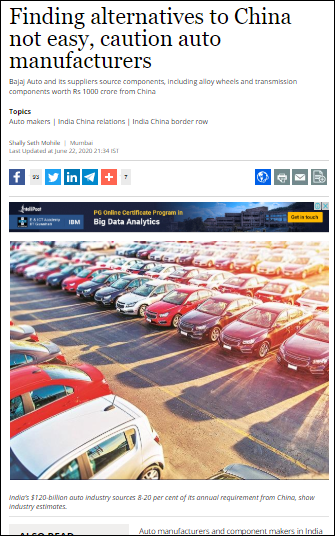 Finding alternatives to China
not easy, caution auto
manufacturers
Bajaj Auto and its suppliers source components, including alloy wheels and transmission
components worth Rs 1000 crore from China
Topics
Auto makers | India China relations | India China border row
Shally Seth Mohile | Mumbai
Last Updated at June 22, 2020 21:34 IST
93
7
intelliPaat
IBM
PG Online Certificate Program in
Big Data Analytics
Get in touch
India's $120-billion auto industry sources 8-20 per cent of its annual requirement from China, show
industry estimates.
ALSO READ
Auto manufacturers and component makers in India